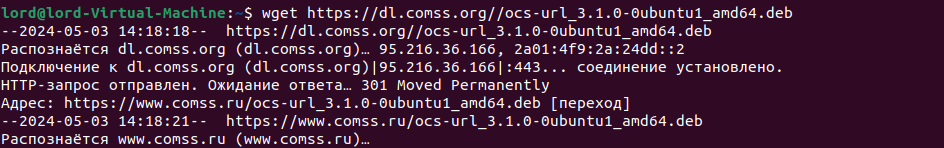 lord@lord-Virtual-Machine:~$ wget https://dl.comss.org//ocs-url_3.1.0-0ubuntu1_amd64.deb
--2024-05-03 14:18:18--  https://dl.comss.org//ocs-url_3.1.0-0ubuntu1_amd64.deb
Распознаётся dl.comss.org (dl.comss.org)… 95.216.36.166, 2a01:4f9:2a:24dd::2
Подключение к dl.comss.org (dl.comss.org)|95.216.36.166|:443... соединение установлено.
HTTP-запрос отправлен. Ожидание ответа… 301 Moved Permanently
Адрес: https://www.comss.ru/ocs-url_3.1.0-0ubuntu1_amd64.deb [переход]
--2024-05-03 14:18:21--  https://www.comss.ru/ocs-url_3.1.0-0ubuntu1_amd64.deb
Распознаётся www.comss.ru (www.comss.ru)…